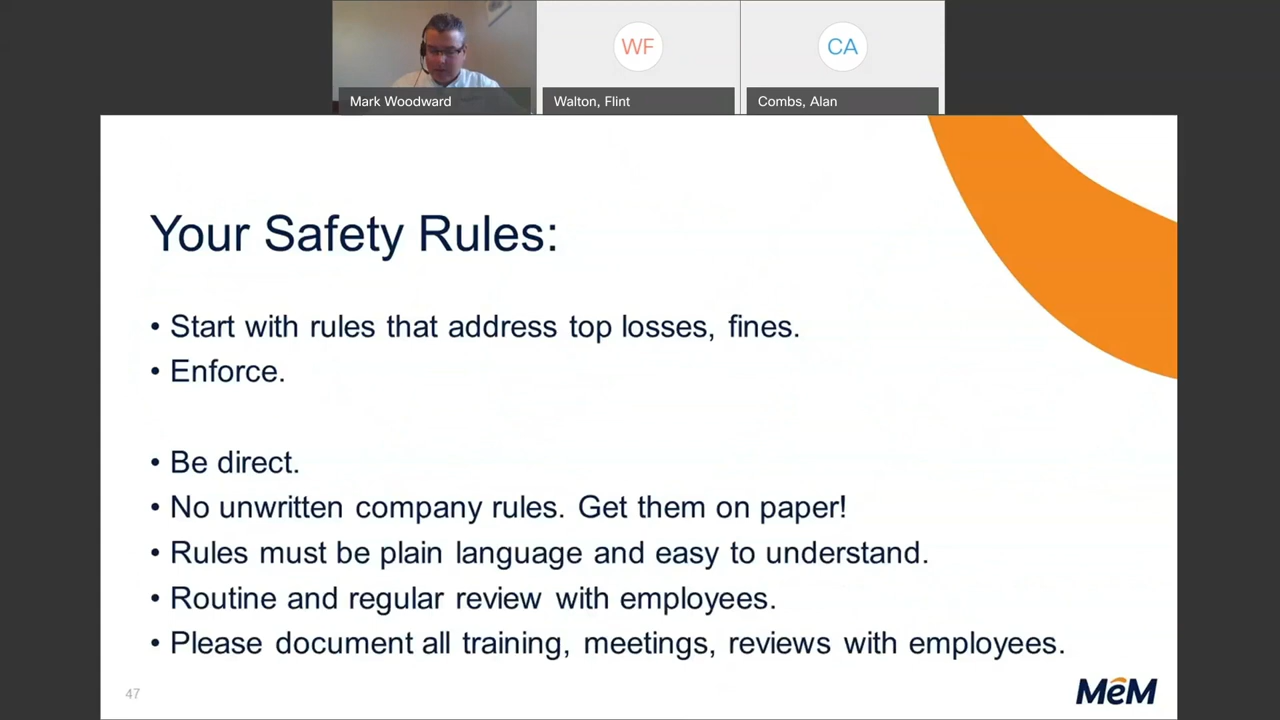 WF
CA
Mark Woodward
Walton, Flint
Combs, Alan
Your Safety Rules:
• Start with rules that address top losses, fines.
• Enforce.
• Be direct.
• No unwritten company rules. Get them on paper!
• Rules must be plain language and easy to understand.
• Routine and regular review with employees.
• Please document all training, meetings, reviews with employees.
47
MeM